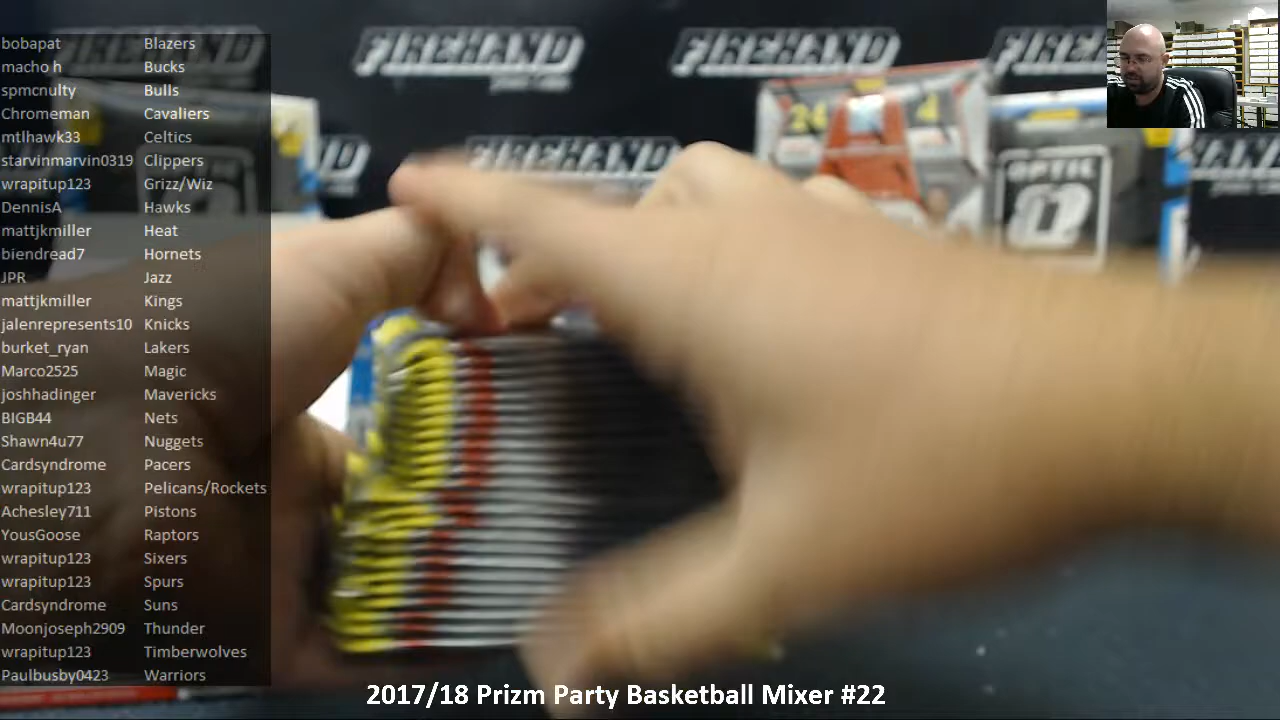 bobapat Blazers
macho h Bucks
spmcnulty Bulls
Chromeman Cavaliers
mtlhawk33 Celtics
starvinmarvin0319 Clippers
wrapitup123 Grizz/Wiz
DennisA Hawks
mattjkmiller Heat
biendread7 Hornets
JPR Jazz
mattjkmiller Kings
jalenrepresents10 Knicks
burket_ryan Lakers
Marco2525 Magic
joshhadinger Mavericks
BIGB44 Nets
Shawn4u77 Nuggets
Cardsyndrome Pacers
wrapitup123 Pelicans/Rockets
Achesley711 Pistons
YousGoose Raptors
wrapitup123 Sixers
wrapitup123 Spurs
Cardsyndrome Suns
Moonjoseph2909 Thunder
wrapitup123 Timberwolves
Paulbusby0423 Warriors
FIREHAND
FIREHAND
FIREHAND
FIREHAND
24 4
OPTIC
2017/18 Prizm Party Basketball Mixer #22